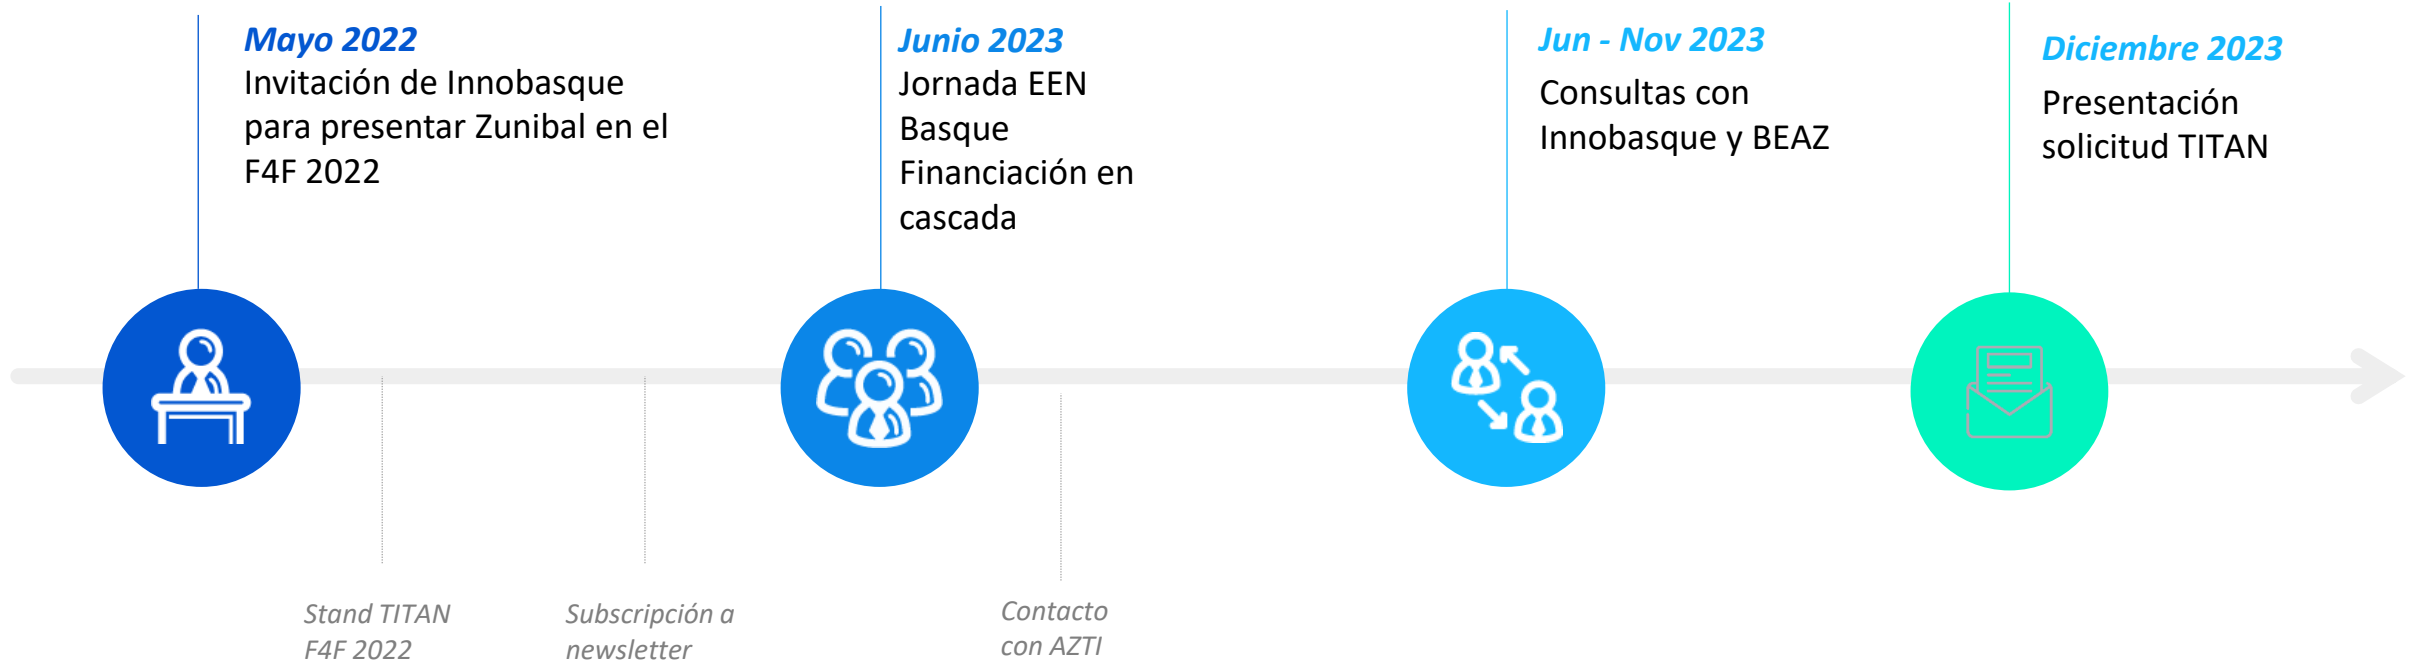 Mayo 2022
Invitación de Innobasque
para presentar Zunibal en el
F4F 2022
Junio 2023
Jornada EEN
Basque
Financiación en
cascada
Jun - Nov 2023
Consultas con
Innobasque y BEAZ
Diciembre 2023
Presentación
solicitud TITAN
Stand TITAN
F4F 2022
Subscripción a
newsletter
Contacto
con AZTI